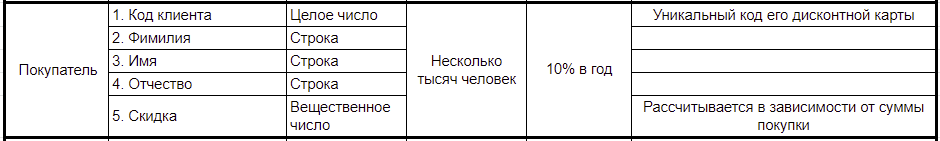 Покупатель
1. Код клиента
Целое число
Несколько
тысяч человек
10% в год
Уникальный код его дисконтной карты
2. Фимилия
Строка
3. Имя
Строка
4. Отчество
Строка
5. Скидка
Вещественное
число
Рассчитывается в зависимости от суммы
покупки